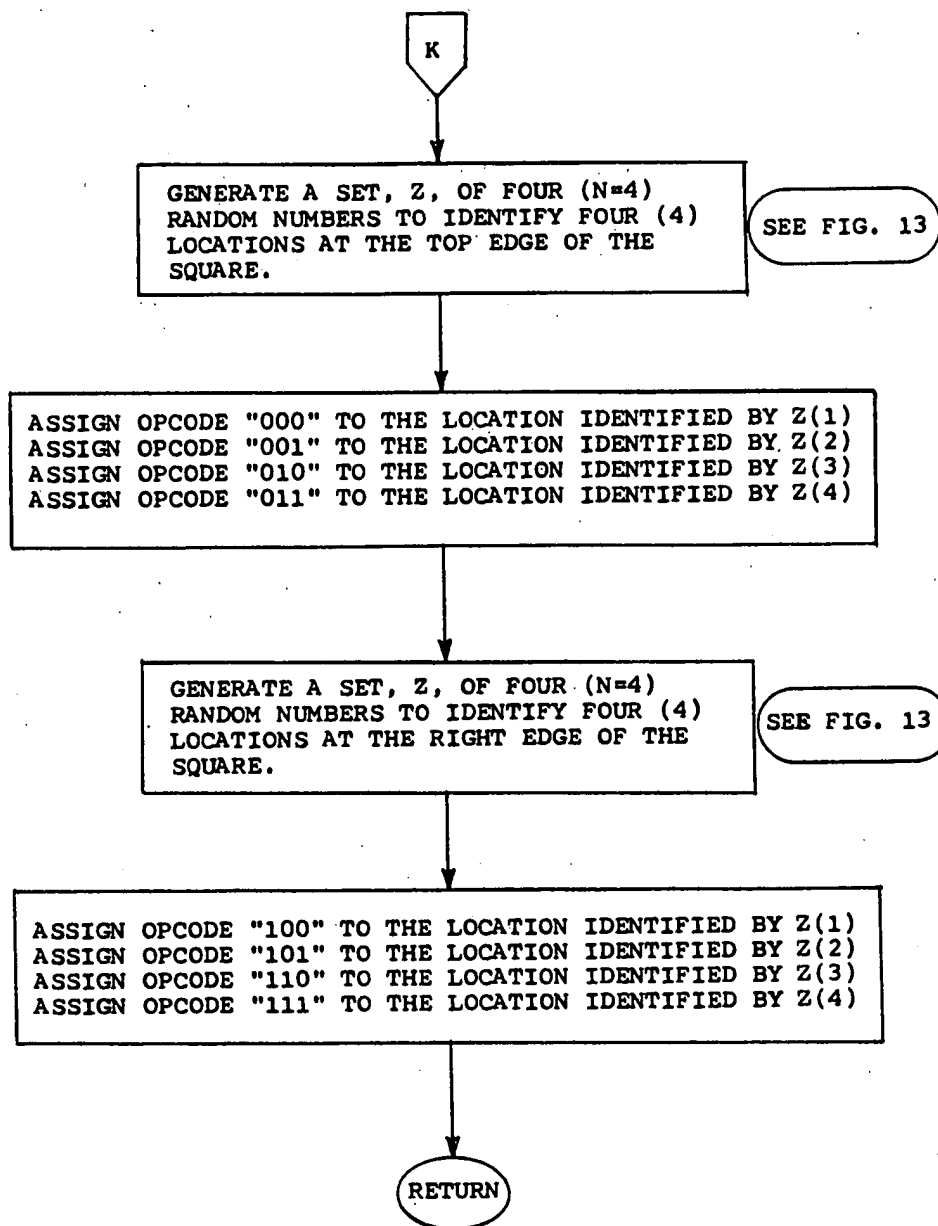 K
GENERATE A SET, Z, OF FOUR (N=4)
RANDOM NUMBERS TO IDENTIFY FOUR (4)
LOCATIONS AT THE TOP EDGE OF THE
SQUARE.
SEE FIG. 13
ASSIGN OPCODE "000" TO THE LOCATION IDENTIFIED BY Z(1)
ASSIGN OPCODE "001" TO THE LOCATION IDENTIFIED BY Z(2)
ASSIGN OPCODE "010" TO THE LOCATION IDENTIFIED BY Z(3)
ASSIGN OPCODE "011" TO THE LOCATION IDENTIFIED BY Z(4)
GENERATE A SET, Z, OF FOUR (N=4)
RANDOM NUMBERS TO IDENTIFY FOUR (4)
LOCATIONS AT THE RIGHT EDGE OF THE
SQUARE.
SEE FIG. 13
ASSIGN OPCODE "100" TO THE LOCATION IDENTIFIED BY Z(1)
ASSIGN OPCODE "101" TO THE LOCATION IDENTIFIED BY Z(2)
ASSIGN OPCODE "110" TO THE LOCATION IDENTIFIED BY Z(3)
ASSIGN OPCODE "111" TO THE LOCATION IDENTIFIED BY Z(4)
RETURN